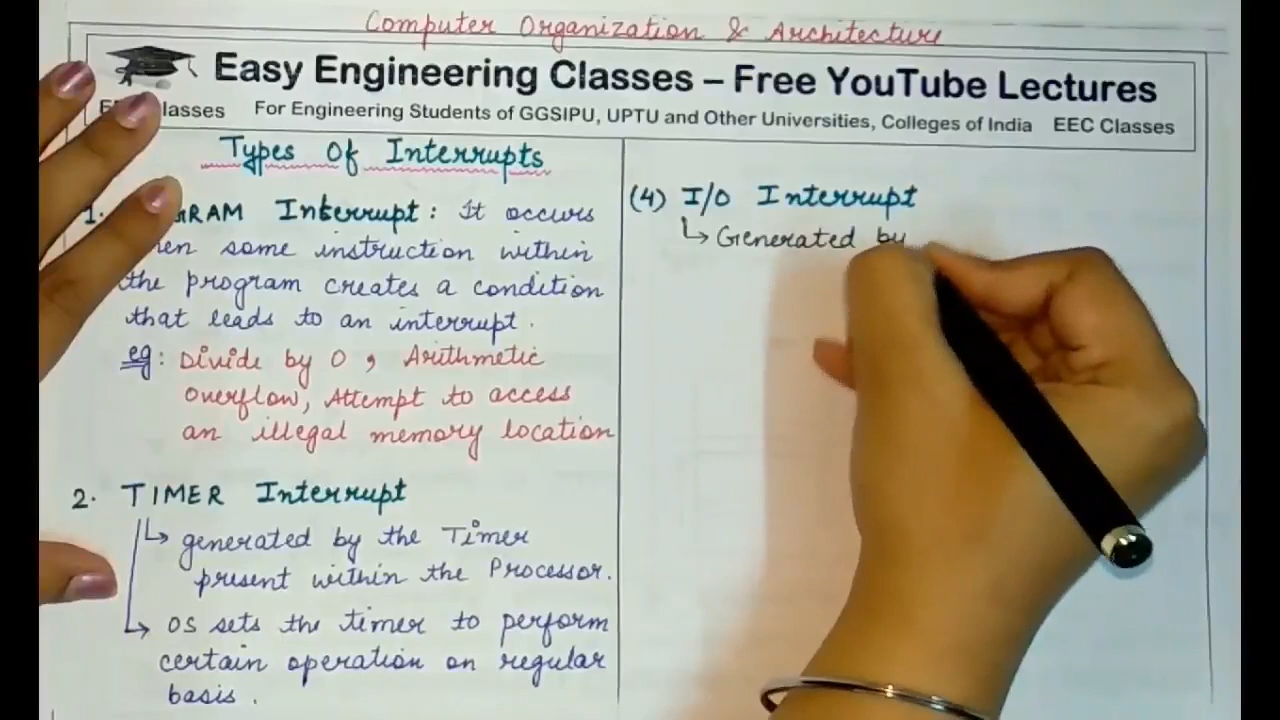 Computer Organization & Architecture
Easy Engineering Classes – Free YouTube Lectures
For Engineering Students of GGSIPU, UPTU and Other Universities, Colleges of India EEC Classes
Types Of Interrupts
1. Interrupt: It occurs
some instruction within
the program creates a condition
that leads to an interrupt.
eg: Divide by 0, Arithmetic
Overflow, Attempt to access
an illegal memory location
2. TIMER Interrupt
↳ generated by the Timer
present within the Processor.
↳ OS sets the timer to perform
certain operation on regular
basis.
(4) I/O Interrupt
↳ Generated by